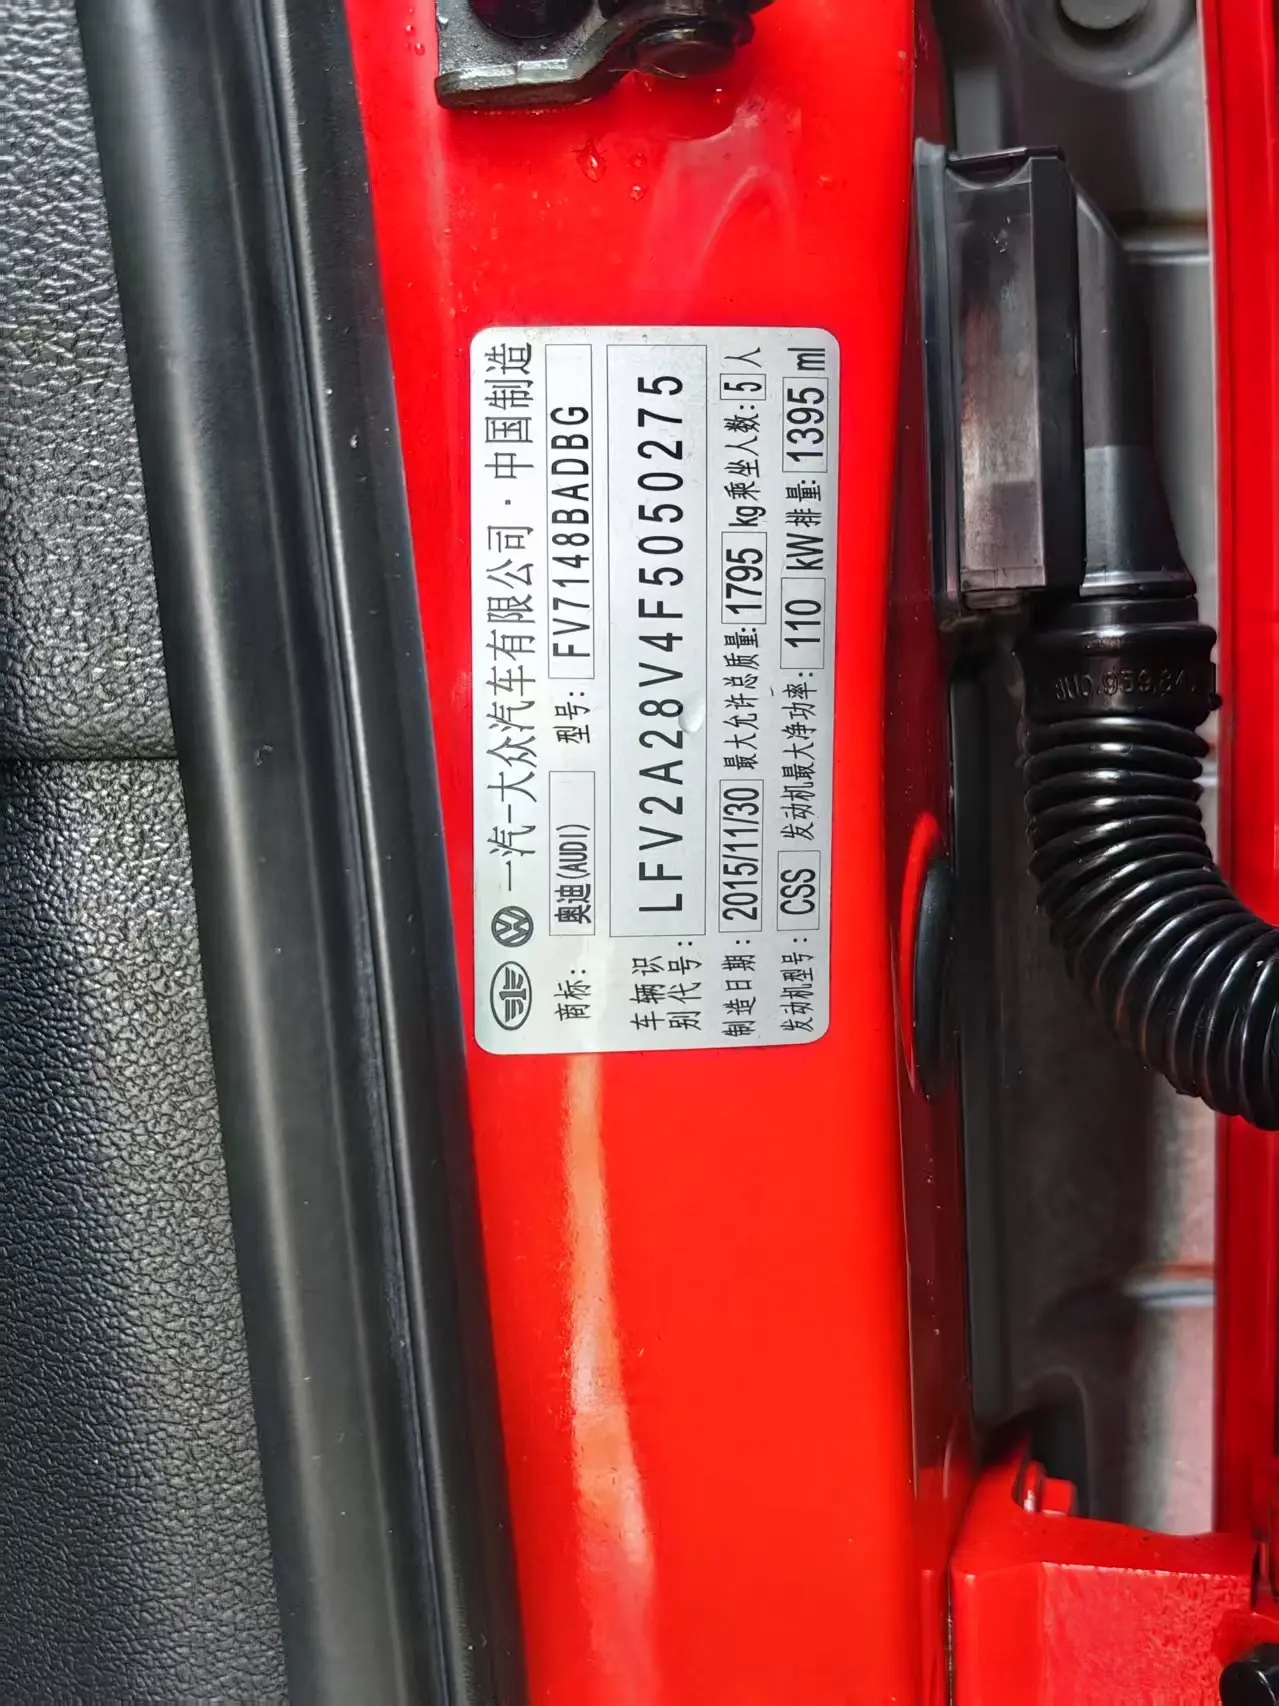 一汽-大众汽车有限公司·中国制造
商标: 奥迪(AUDI) 型号: FV7148BADBG
车辆识别代号: LFV2A28V4F5050275
制造日期: 2015/11/30 最大允许总质量: 1795 kg 乘坐人数: 5 人
发动机型号: CSS 发动机最大净功率: 110 kW 排量: 1395 ml